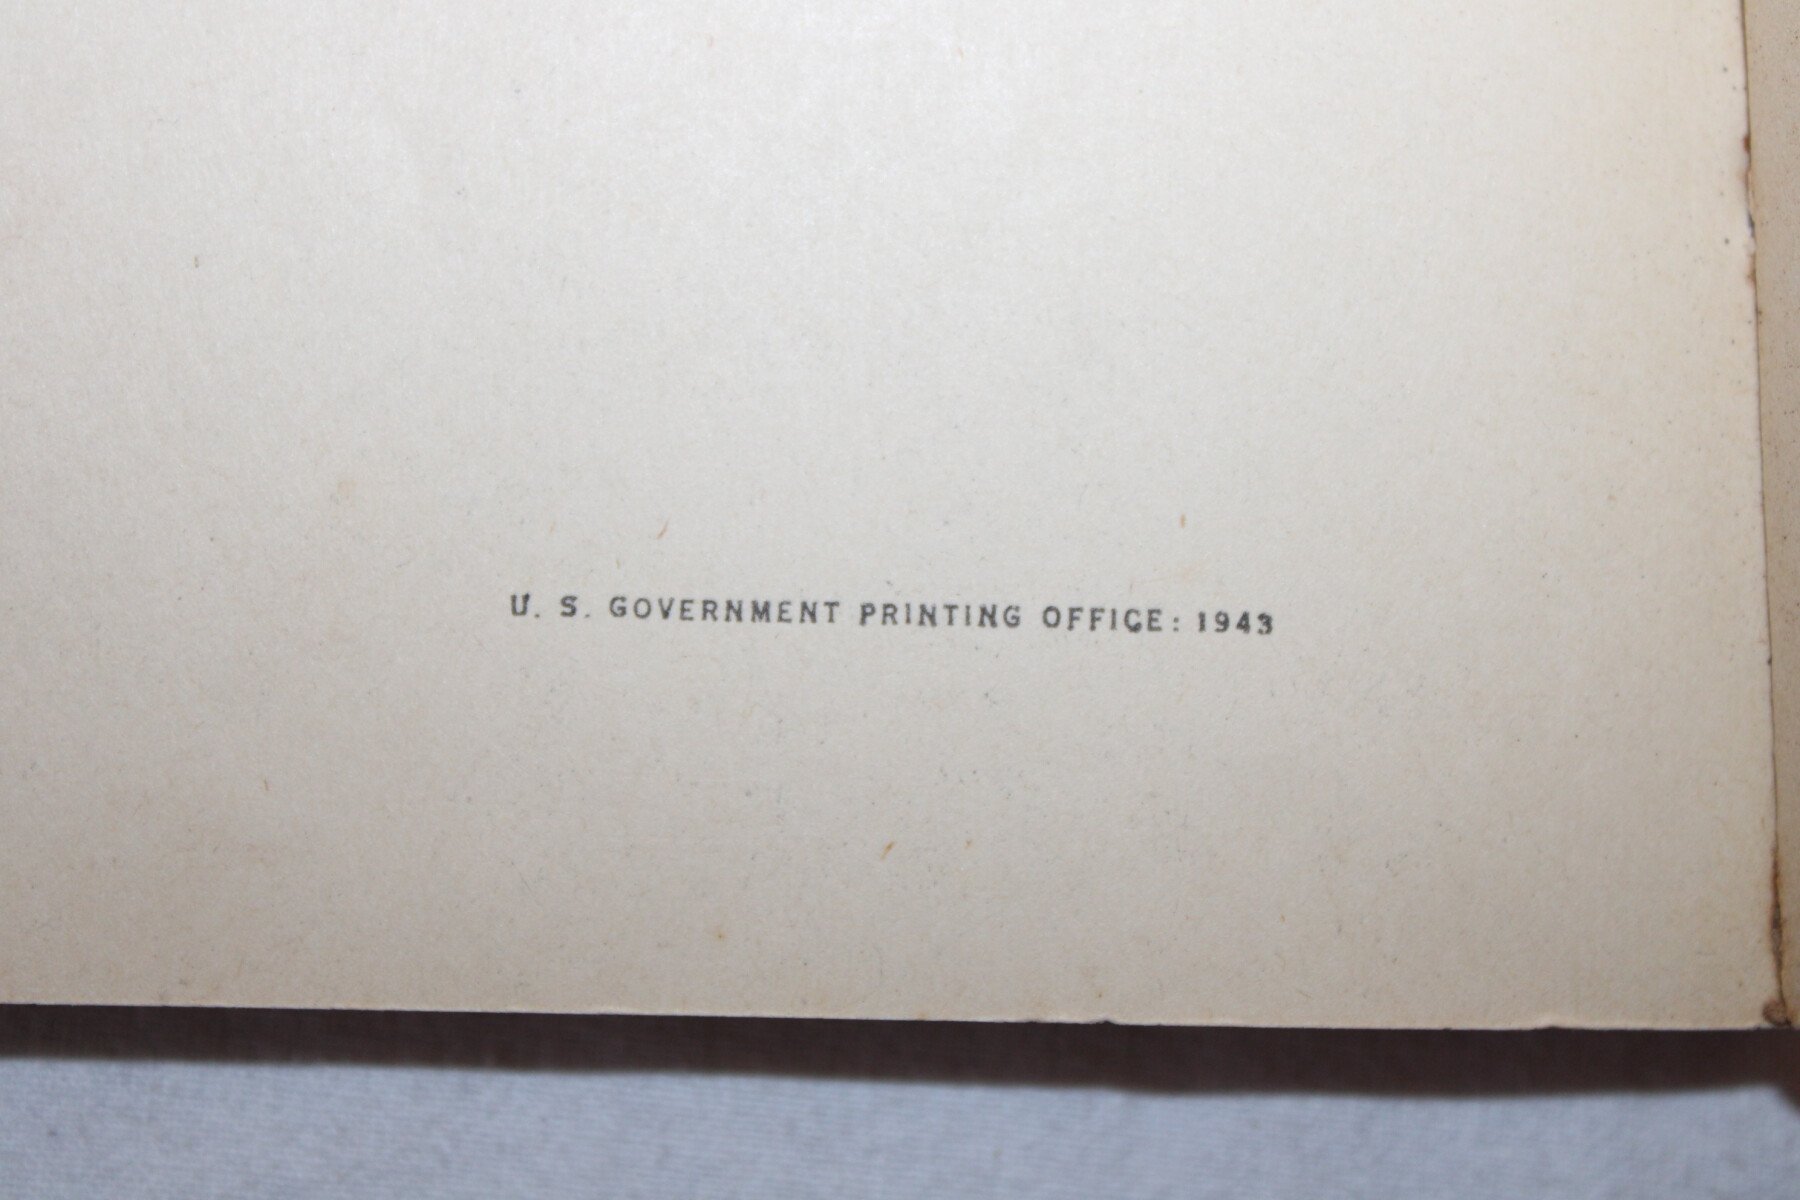 U. S. GOVERNMENT PRINTING OFFICE: 1943